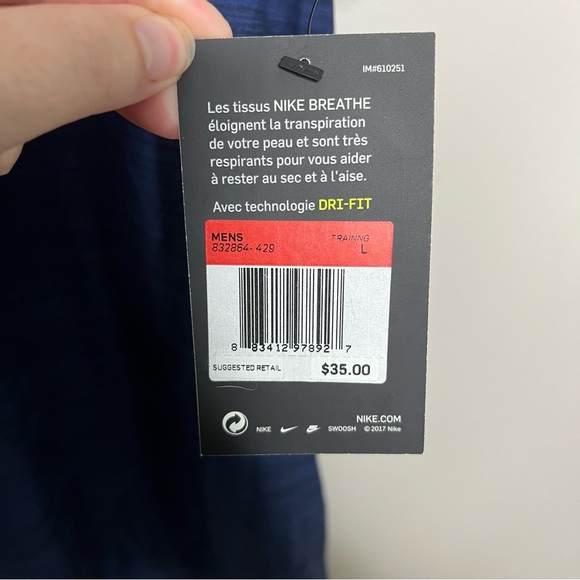 IM#610251
Les tissus NIKE BREATHE
éloignent la transpiration
de votre peau et sont très
respirants pour vous aider
à rester au sec et à l'aise.
Avec technologie DRI-FIT
MENS TRAINNG
832864-429 L
8 83412 97892 7
SUGGESTED RETAIL $35.00
NIKE.COM
NIKE SWOOSH © 2017 Nike